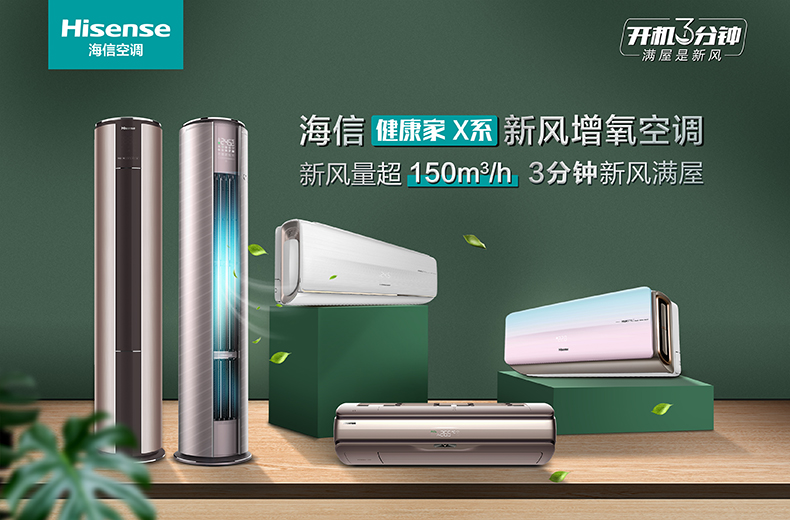 Hisense
海信空调
开机3分钟
满屋是新风
海信 健康家 X系 新风增氧空调
新风量超 150m³/h 3分钟新风满屋
Hisense
Hisense